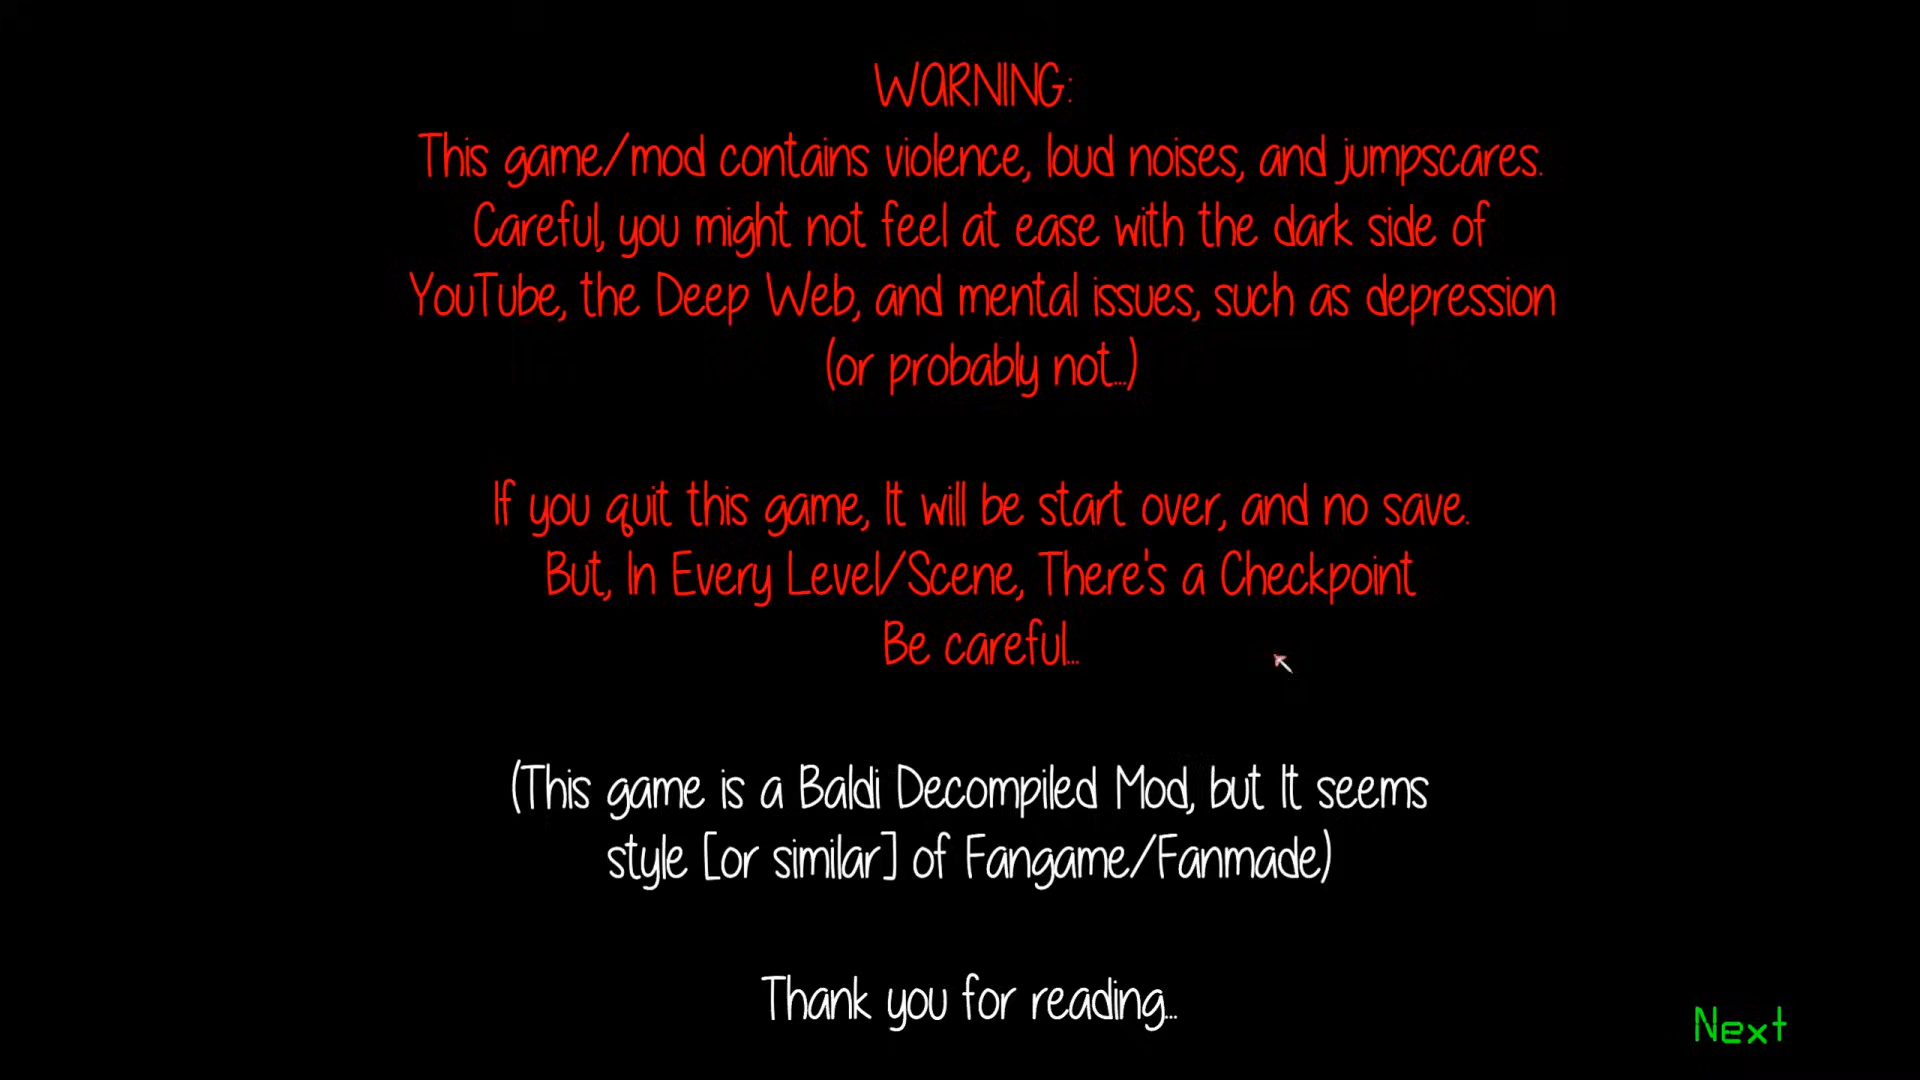 WARNING:
This game/mod contains violence, loud noises, and jumpscares.
Careful, you might not feel at ease with the dark side of
YouTube, the Deep Web, and mental issues, such as depression
(or probably not...)
If you quit this game, It will be start over, and no save.
But, In Every Level/Scene, There's a Checkpoint
Be careful...
(This game is a Baldi Decompiled Mod, but It seems
style [or similar] of Fangame/Fanmade)
Thank you for reading...
Next